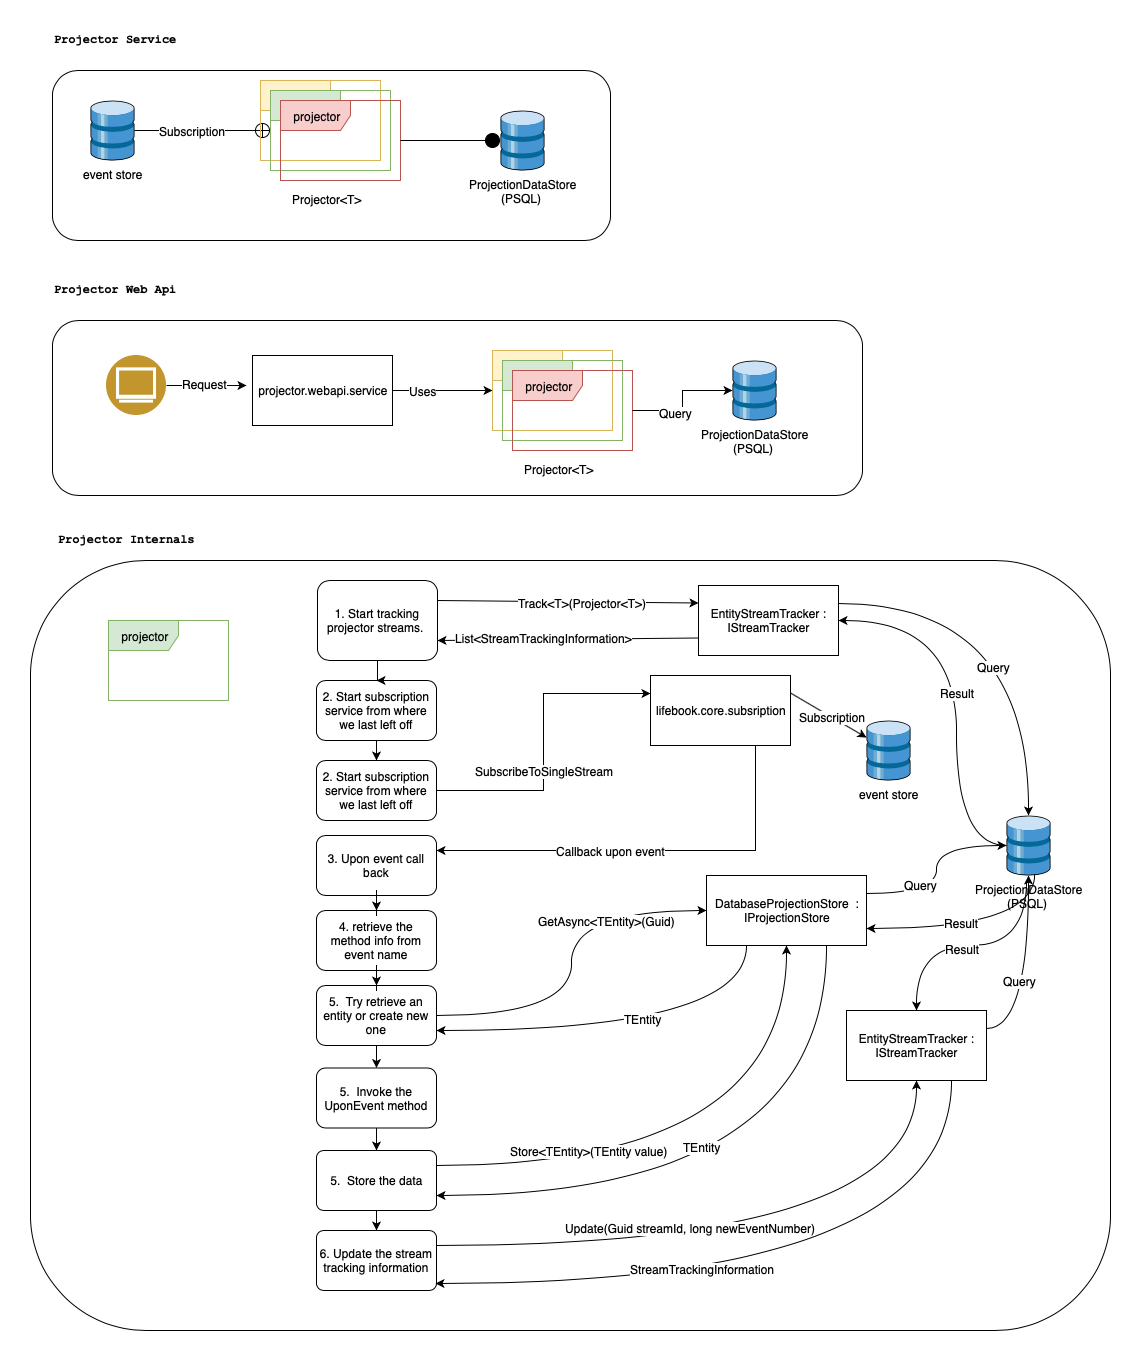 Projector Service
projector
Subscription
event store
ProjectionDataStore
(PSQL)
Projector<T>
Projector Web Api
Request
projector.webapi.service
Uses
projector
Query
ProjectionDataStore
(PSQL)
Projector<T>
Projector Internals
projector
1. Start tracking
projector streams.
Track<T>(Projector<T>)
List<StreamTrackingInformation>
EntityStreamTracker :
IStreamTracker
Query
Result
2. Start subscription
service from where
we last left off
lifebook.core.subsription
Subscription
event store
2. Start subscription
service from where
we last left off
SubscribeToSingleStream
3. Upon event call
back
Callback upon event
ProjectionDataStore
(PSQL)
Query
DatabaseProjectionStore :
IProjectionStore
4. retrieve the
method info from
event name
GetAsync<TEntity>(Guid)
Result
Result
Query
5. Try retrieve an
entity or create new
one
TEntity
EntityStreamTracker :
IStreamTracker
5. Invoke the
UponEvent method
Store<TEntity>(TEntity value)
TEntity
5. Store the data
Update(Guid streamId, long newEventNumber)
6. Update the stream
tracking information
StreamTrackingInformation